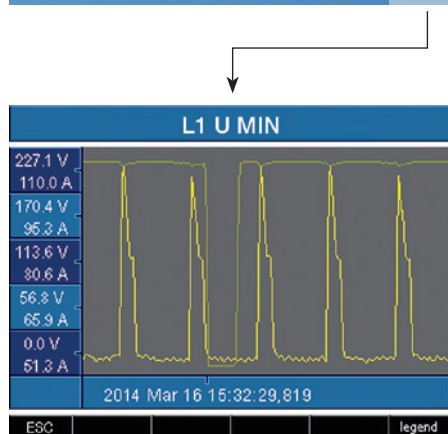 L1 U MIN
227.1 V
110.0 A
170.4 V
95.3 A
113.6 V
80.6 A
56.8 V
65.9 A
0.0 V
51.3 A
2014 Mar 16 15:32:29,819
ESC legend